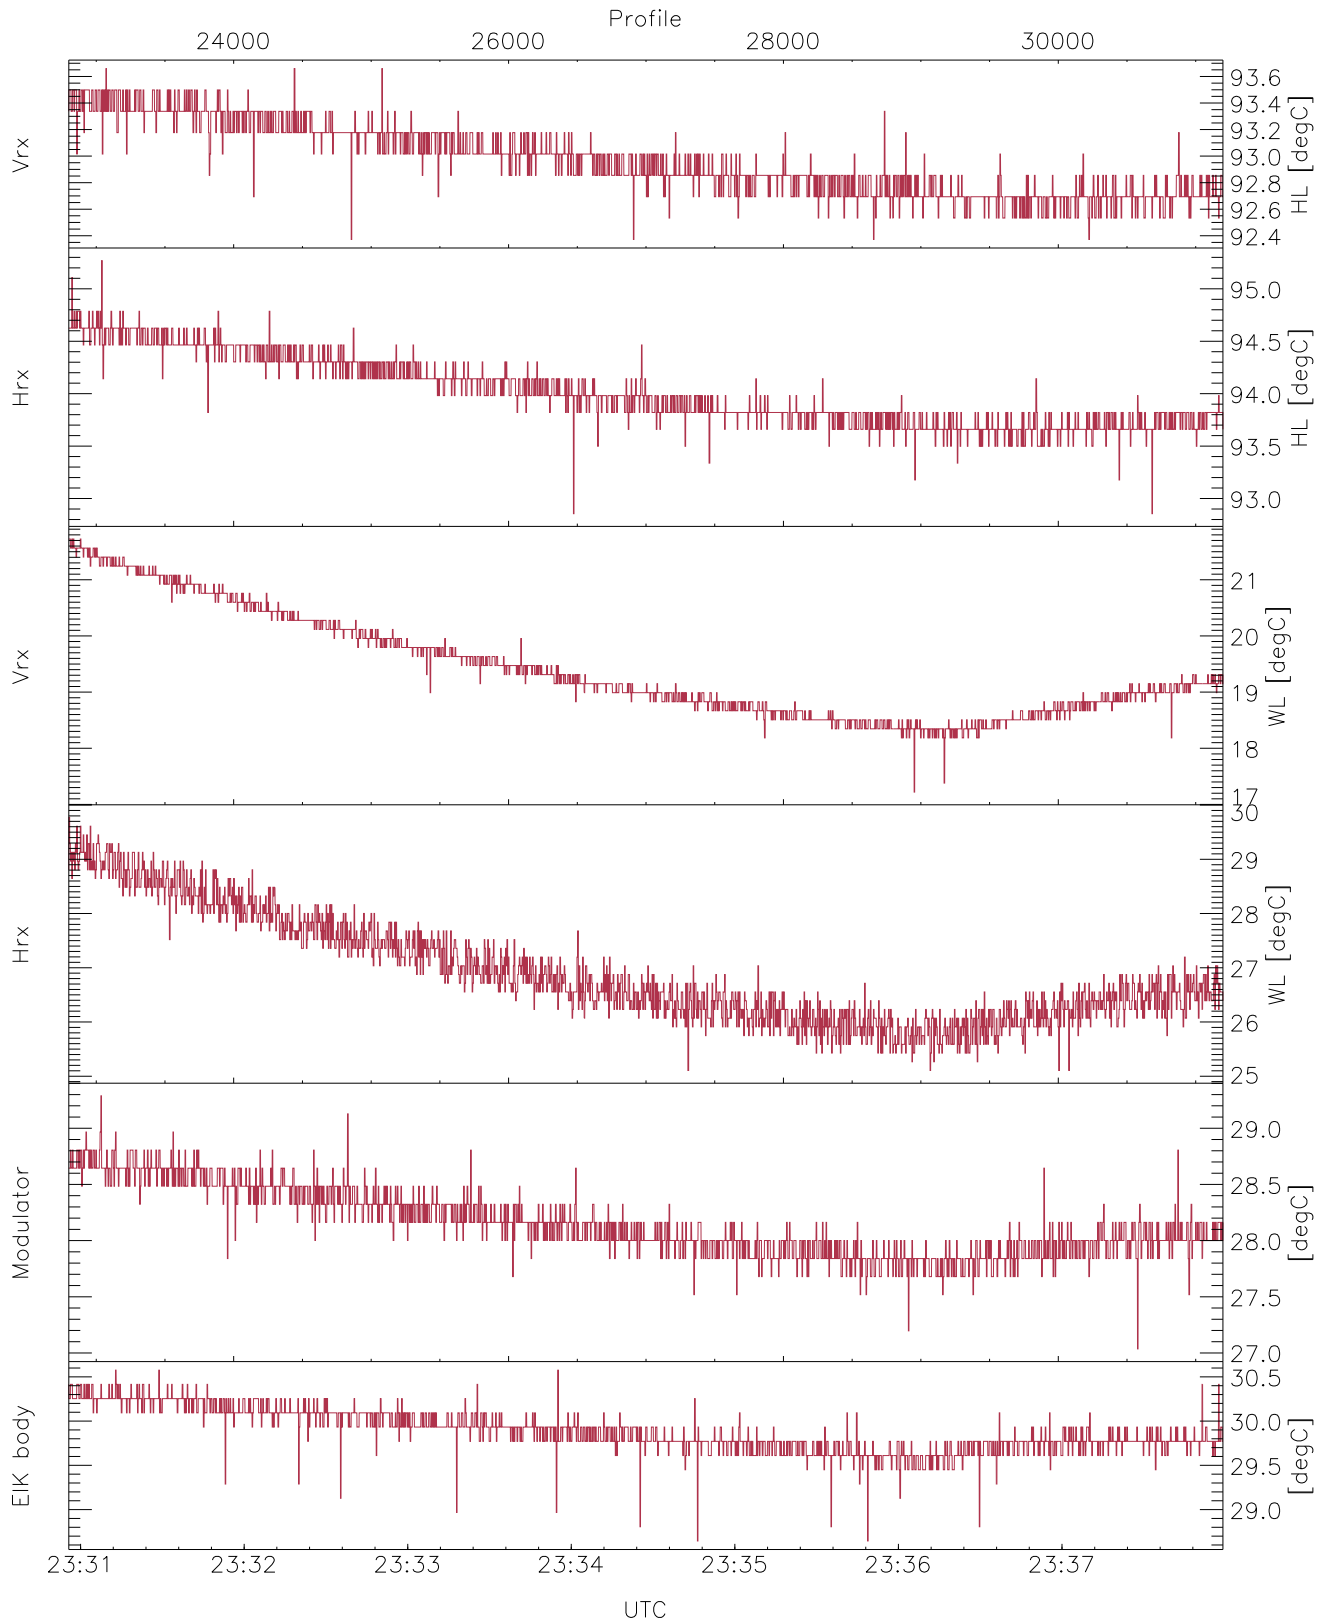 Profile
24000 26000 28000 30000
Vrx
93.6
93.4
93.2
93.0
92.8
92.6
92.4
HL [degC]
Hrx
95.0
94.5
94.0
93.5
93.0
HL [degC]
Vrx
21
20
19
18
17
WL [degC]
Hrx
30
29
28
27
26
25
WL [degC]
Modulator
29.0
28.5
28.0
27.5
27.0
[degC]
EIK body
30.5
30.0
29.5
29.0
[degC]
23:31 23:32 23:33 23:34 23:35 23:36 23:37
UTC